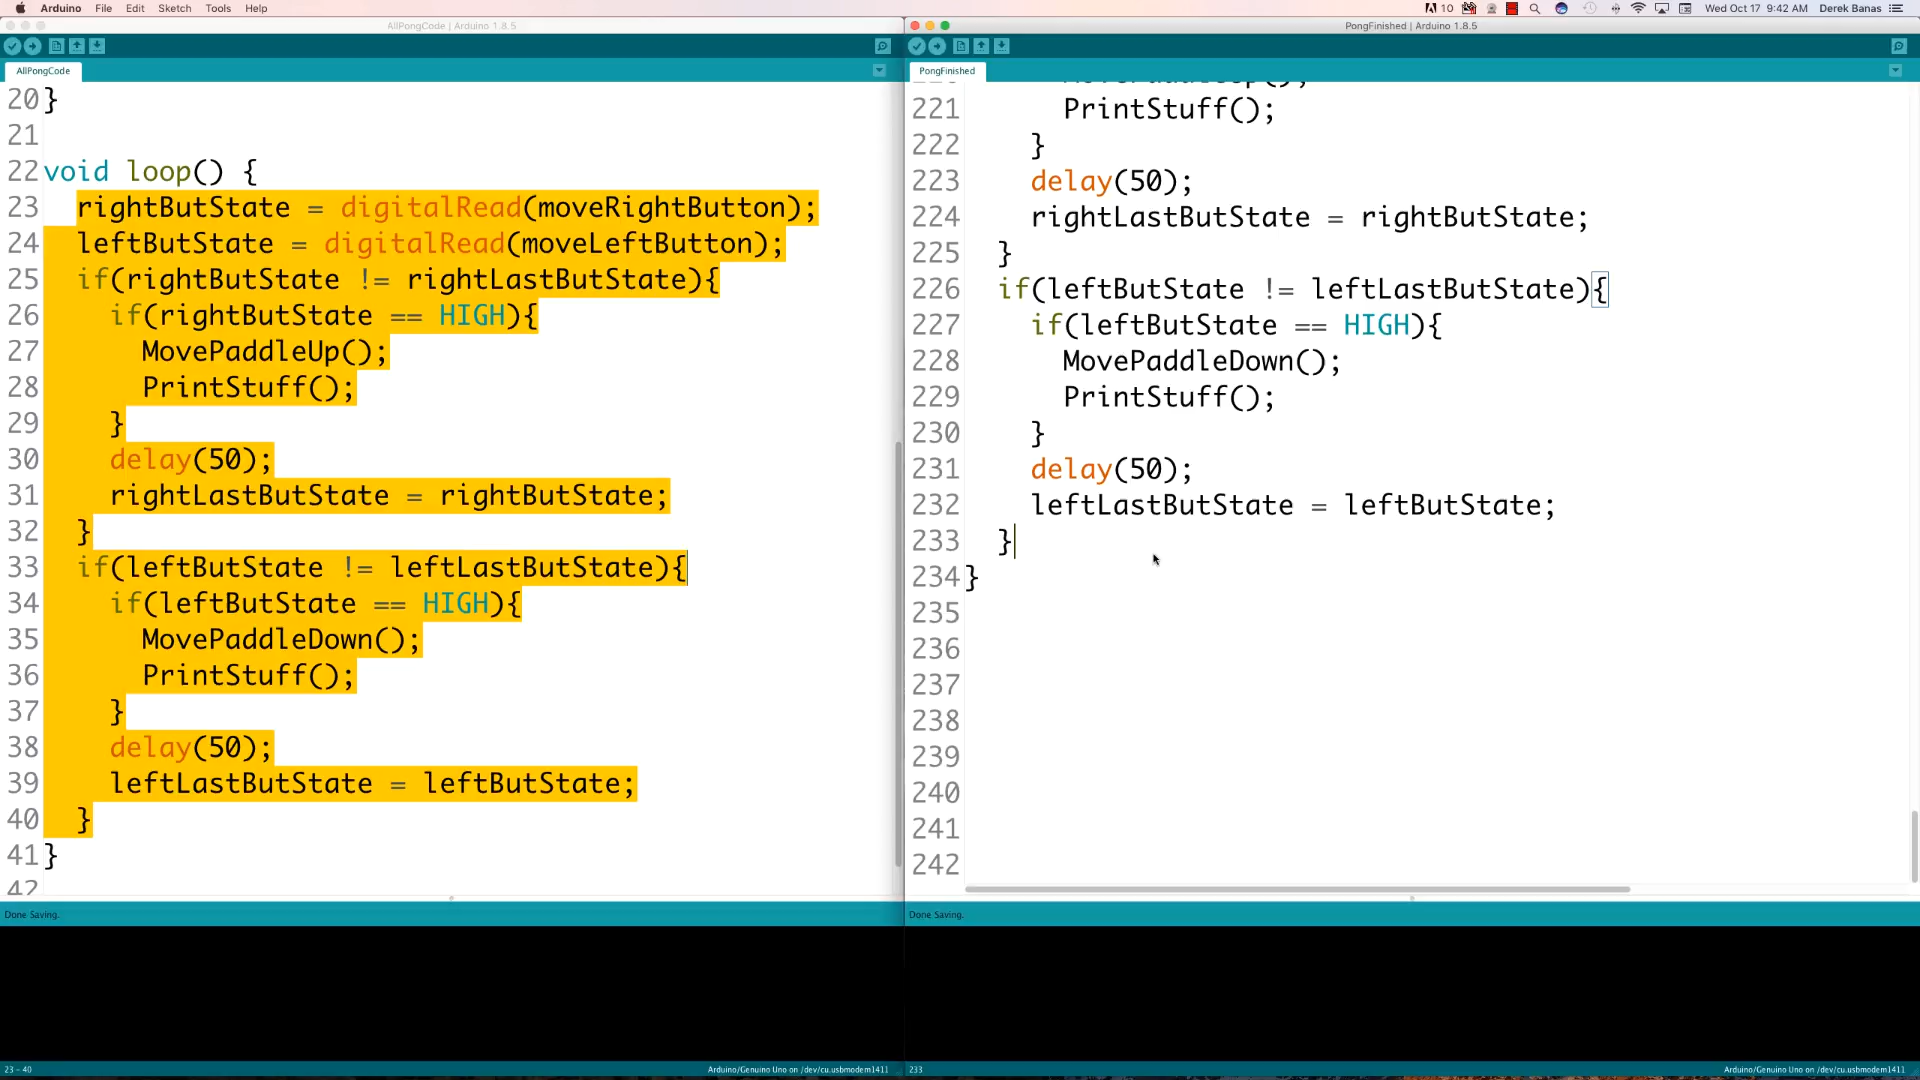 Arduino File Edit Sketch Tools Help 10 Wed Oct 17 9:42 AM Derek Banas
AllPongCode | Arduino 1.8.5
AllPongCode
20 }
21
22 void loop() {
23 rightButState = digitalRead(moveRightButton);
24 leftButState = digitalRead(moveLeftButton);
25 if(rightButState != rightLastButState){
26 if(rightButState == HIGH){
27 MovePaddleUp();
28 PrintStuff();
29 }
30 delay(50);
31 rightLastButState = rightButState;
32 }
33 if(leftButState != leftLastButState){
34 if(leftButState == HIGH){
35 MovePaddleDown();
36 PrintStuff();
37 }
38 delay(50);
39 leftLastButState = leftButState;
40 }
41 }
42
Done Saving.
23 - 40 Arduino/Genuino Uno on /dev/cu.usbmodem1411
PongFinished | Arduino 1.8.5
PongFinished
221 PrintStuff();
222 }
223 delay(50);
224 rightLastButState = rightButState;
225 }
226 if(leftButState != leftLastButState){
227 if(leftButState == HIGH){
228 MovePaddleDown();
229 PrintStuff();
230 }
231 delay(50);
232 leftLastButState = leftButState;
233 }
234 }
235
236
237
238
239
240
241
242
Done Saving.
233 Arduino/Genuino Uno on /dev/cu.usbmodem1411